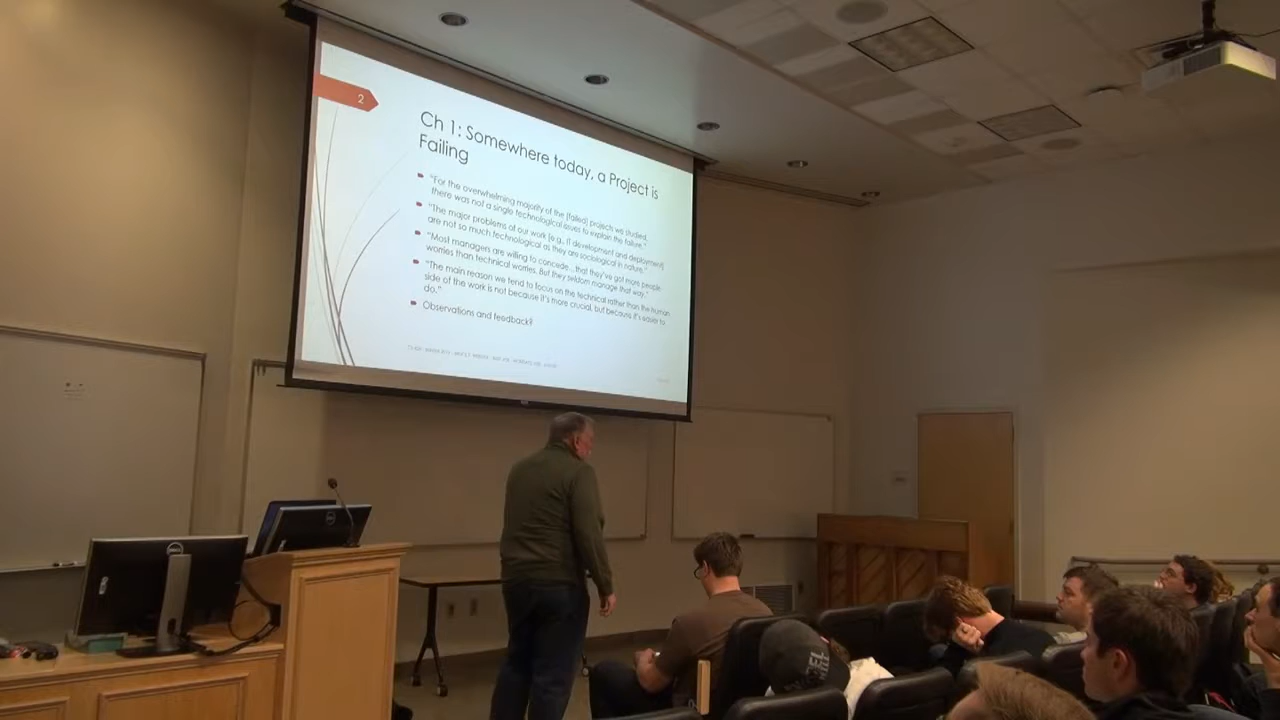 2
Ch 1: Somewhere today, a Project is
Failing
"For the overwhelming majority of the [failed] projects we studied,
there was not a single technological issues to explain the failure."
"The major problems of our work [e.g., IT development and deployment]
are not so much technological as they are sociological in nature."
"Most managers are willing to concede...that they've got more people
worries than technical worries. But they seldom manage that way."
"The main reason we tend to focus on the technical rather than the human
side of the work is not because it's more crucial, but because it's easier to
do."
Observations and feedback?
DELL